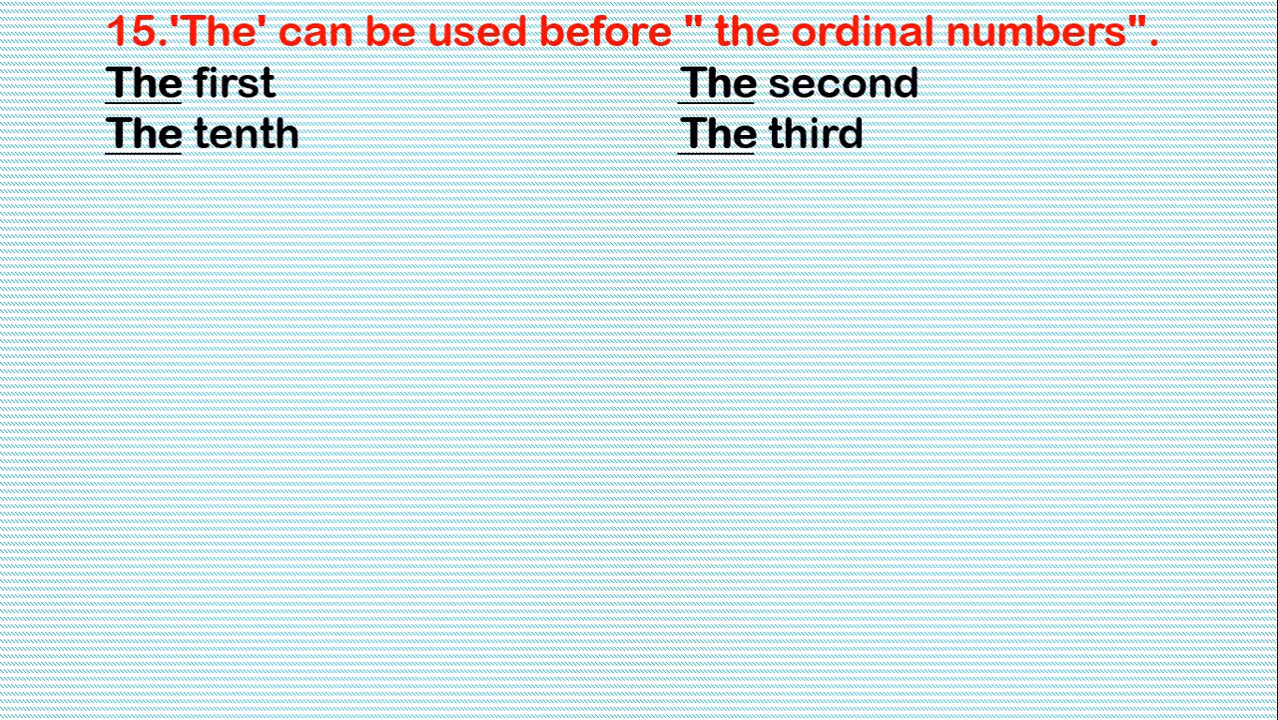 15.'The' can be used before " the ordinal numbers".
The first The second
The tenth The third